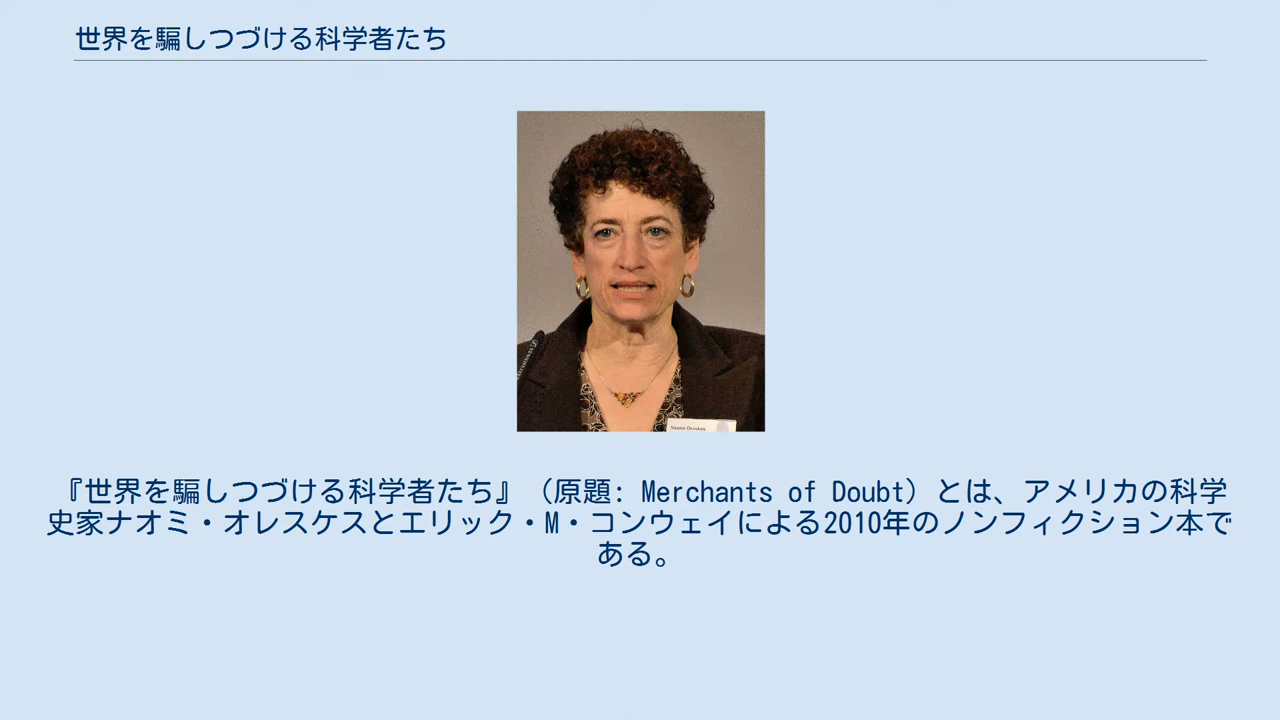 世界を騙しつづける科学者たち
Naomi Oreskes
『世界を騙しつづける科学者たち』（原題: Merchants of Doubt）とは、アメリカの科学
史家ナオミ・オレスケスとエリック・M・コンウェイによる2010年のノンフィクション本で
ある。